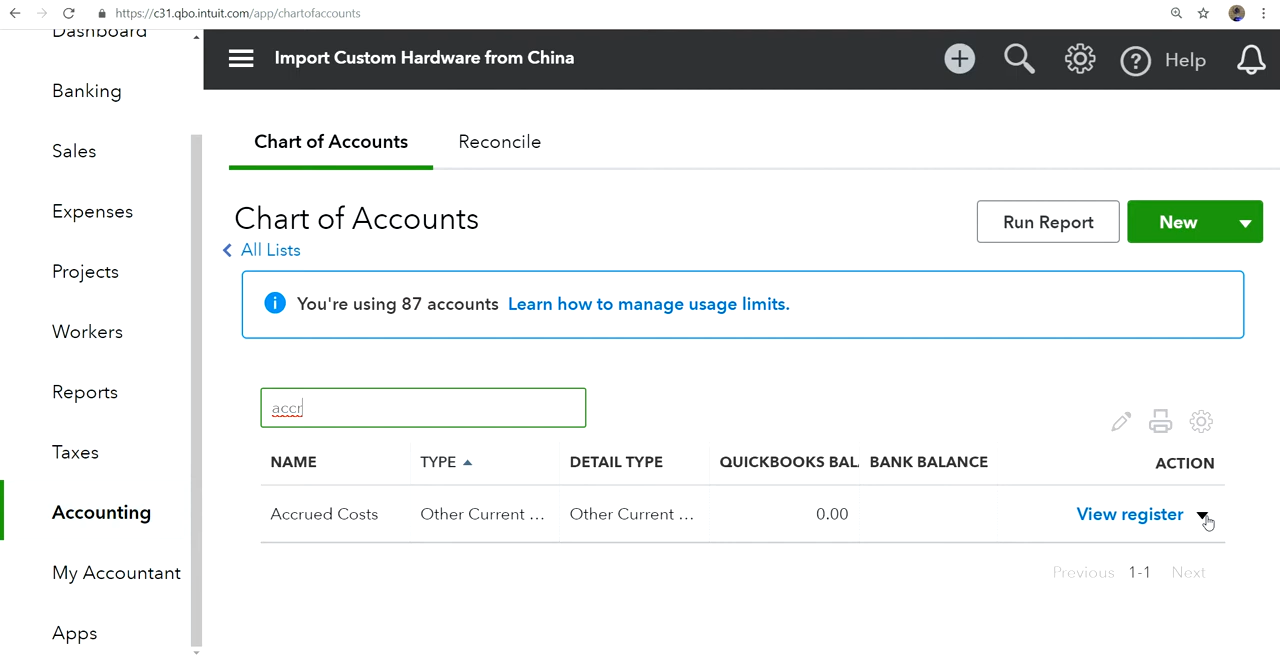 https://c31.qbo.intuit.com/app/chartofaccounts
Dashboard
Banking
Sales
Expenses
Projects
Workers
Reports
Taxes
Accounting
My Accountant
Apps
Import Custom Hardware from China
? Help
Chart of Accounts Reconcile
Chart of Accounts
All Lists
Run Report New
i You're using 87 accounts Learn how to manage usage limits.
accr
NAME TYPE DETAIL TYPE QUICKBOOKS BAL. BANK BALANCE ACTION
Accrued Costs Other Current ... Other Current ... 0.00 View register
Previous 1-1 Next